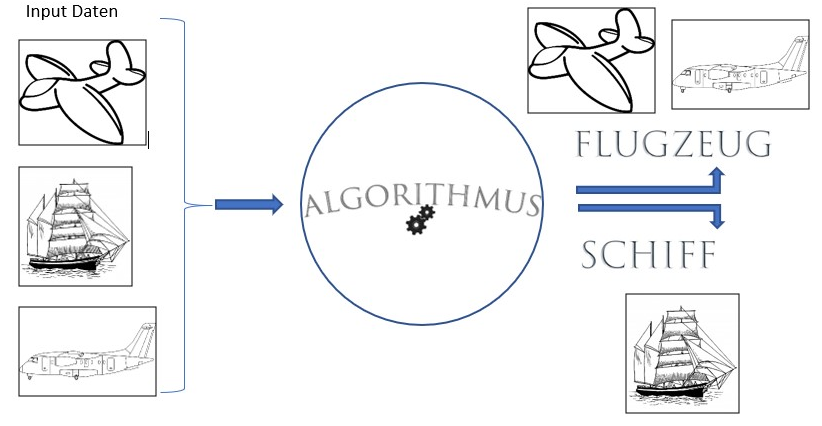 Input Daten
ALGORITHMUS
FLUGZEUG
SCHIFF